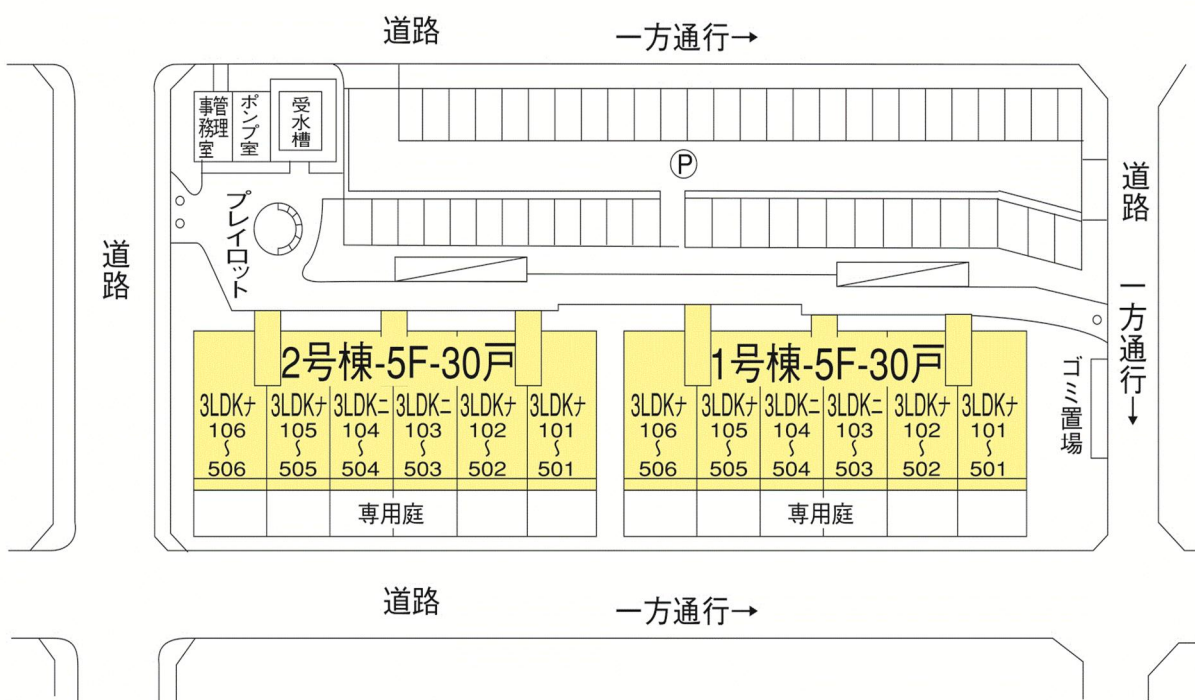 道路 一方通行→
管理
事務室
ポンプ室
受水槽
Ⓟ
道路
プレイロット
道路
一方通行→
2号棟-5F-30戸
1号棟-5F-30戸
ゴミ置場
3LDKナ 3LDKナ 3LDKニ 3LDKニ 3LDKナ 3LDKナ
106 105 104 103 102 101
〜 〜 〜 〜 〜 〜
506 505 504 503 502 501
3LDKナ 3LDKナ 3LDKニ 3LDKニ 3LDKナ 3LDKナ
106 105 104 103 102 101
〜 〜 〜 〜 〜 〜
506 505 504 503 502 501
専用庭
専用庭
道路 一方通行→